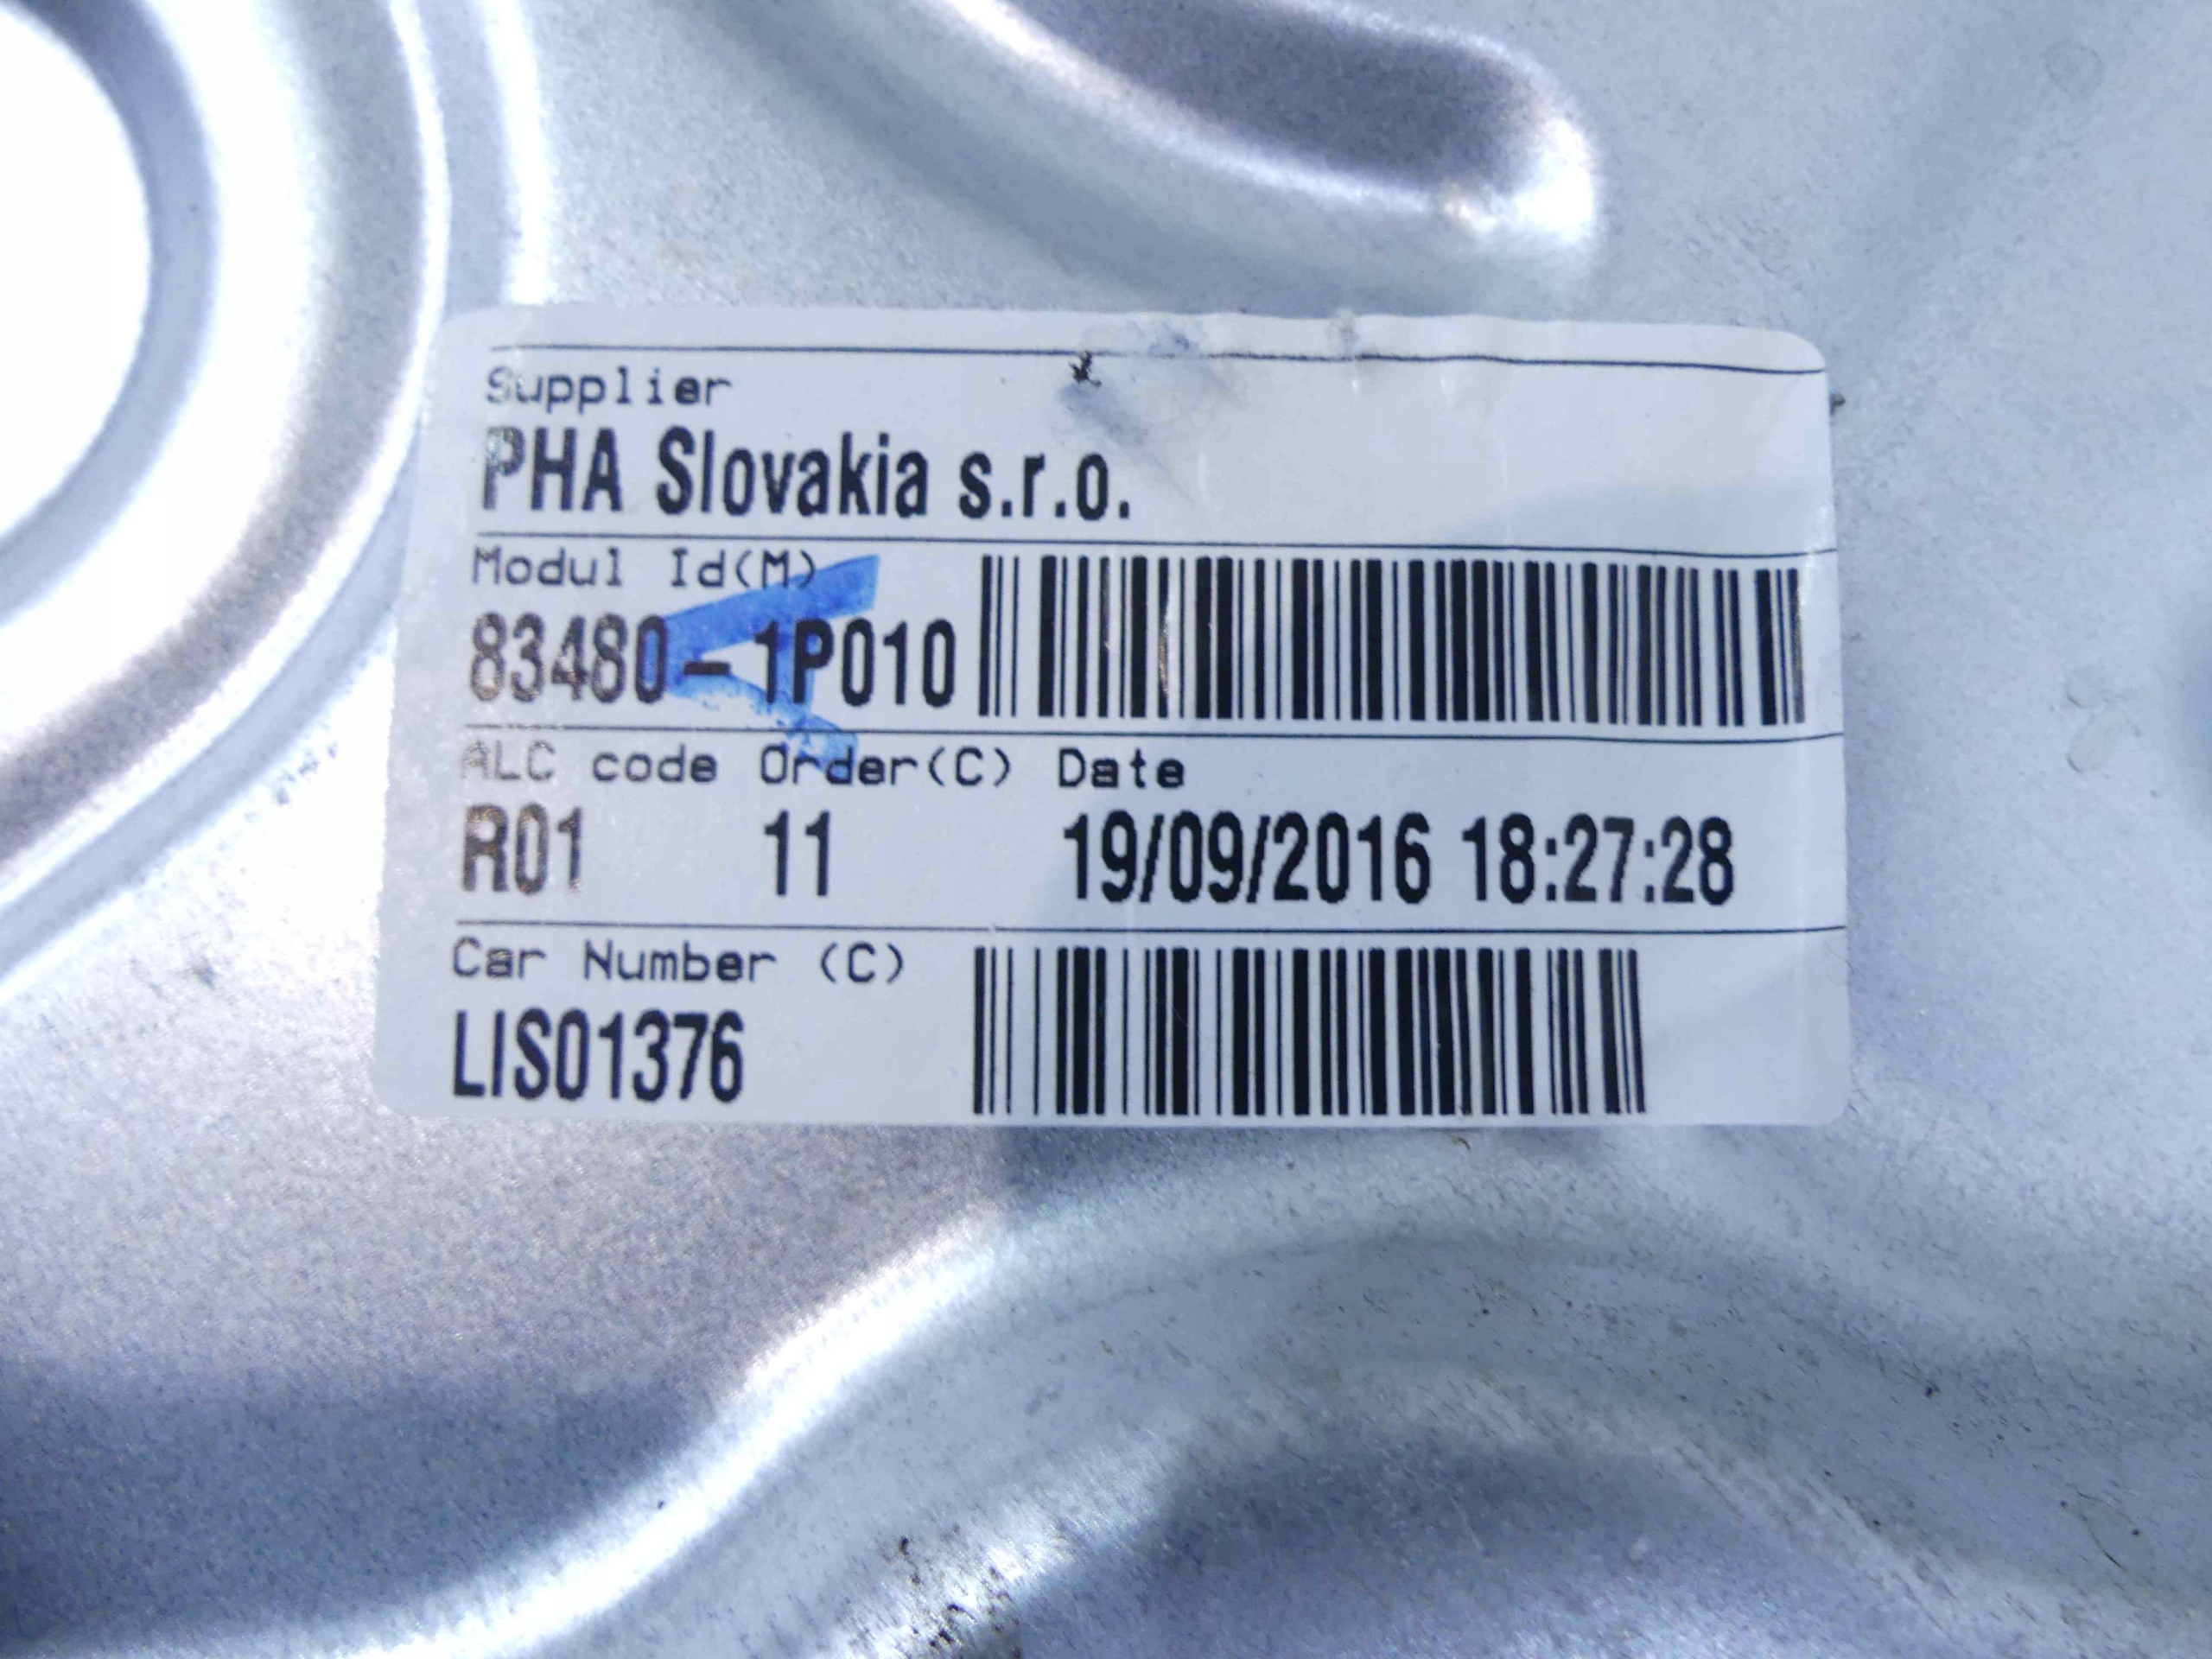 Supplier
PHA Slovakia s.r.o.
Modul Id(M)
83480-1P010
ALC code Order(C) Date
R01 11 19/09/2016 18:27:28
Car Number (C)
LIS01376